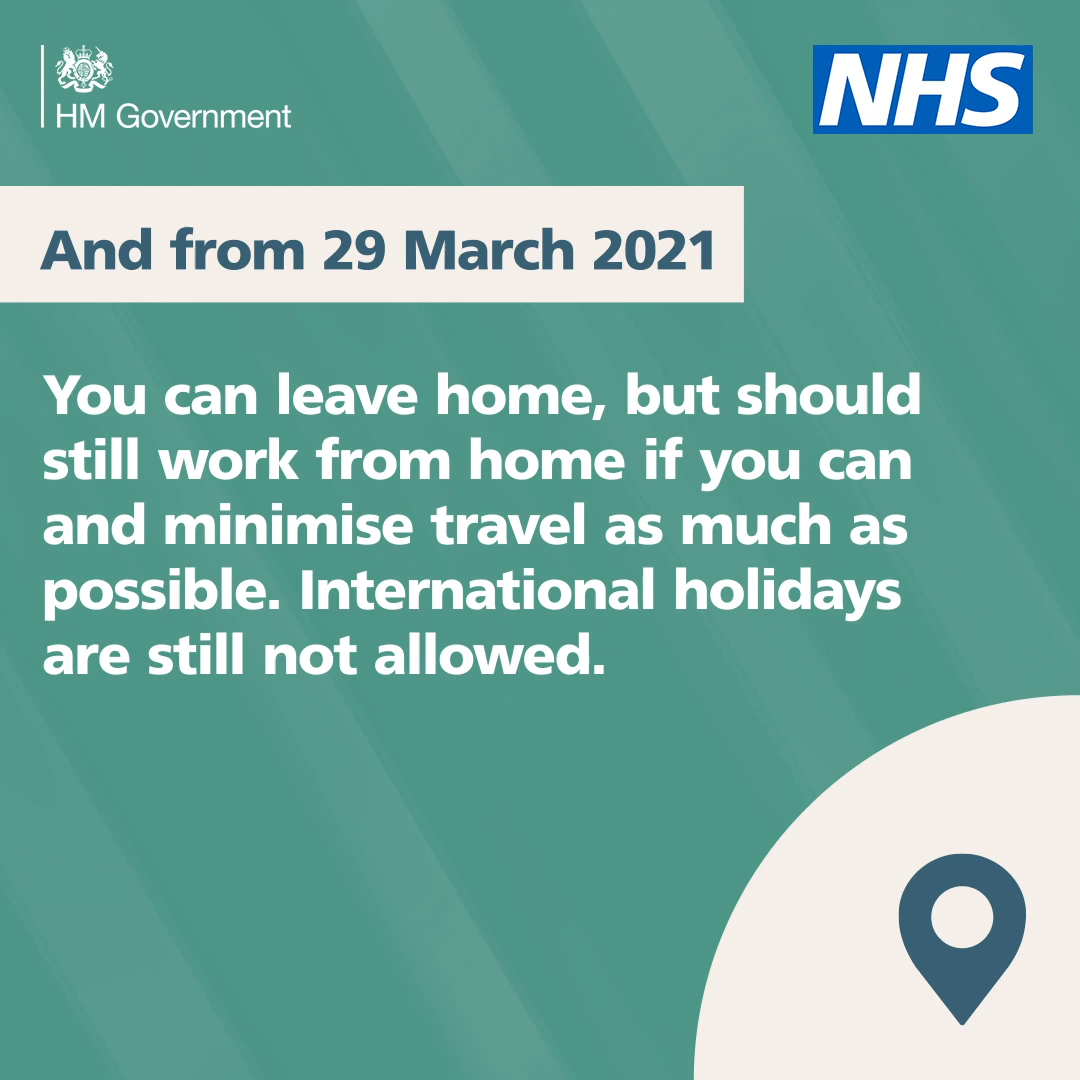 HM Government
NHS
And from 29 March 2021
You can leave home, but should
still work from home if you can
and minimise travel as much as
possible. International holidays
are still not allowed.